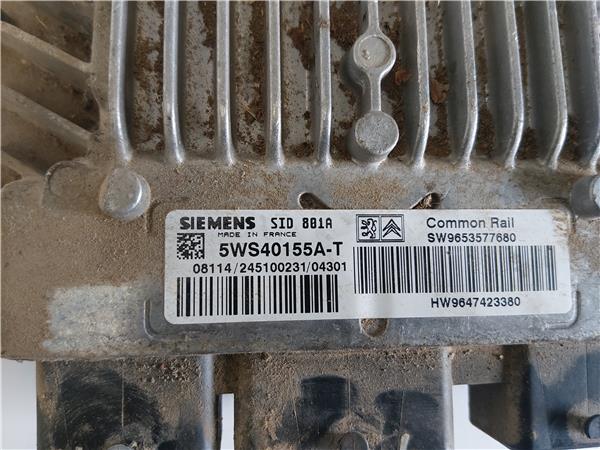 SIEMENS SID 801A
MADE IN FRANCE
5WS40155A-T
08114/245100231/04301
Common Rail
SW9653577680
HW9647423380